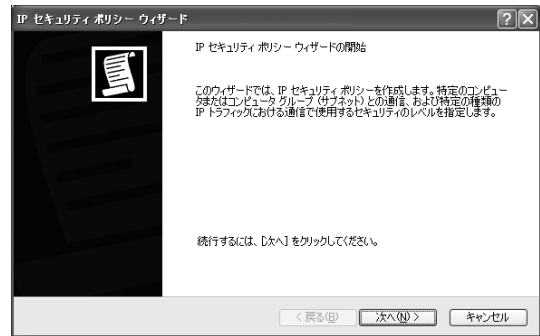 IP セキュリティ ポリシー ウィザード
IP セキュリティ ポリシー ウィザードの開始
このウィザードでは、IP セキュリティ ポリシーを作成します。特定のコンピュー
タまたはコンピュータ グループ (サブネット) との通信、および特定の種類の
IP トラフィックにおける通信で使用するセキュリティのレベルを指定します。
続行するには、[次へ] をクリックしてください。
< 戻る(B) 次へ(N) > キャンセル